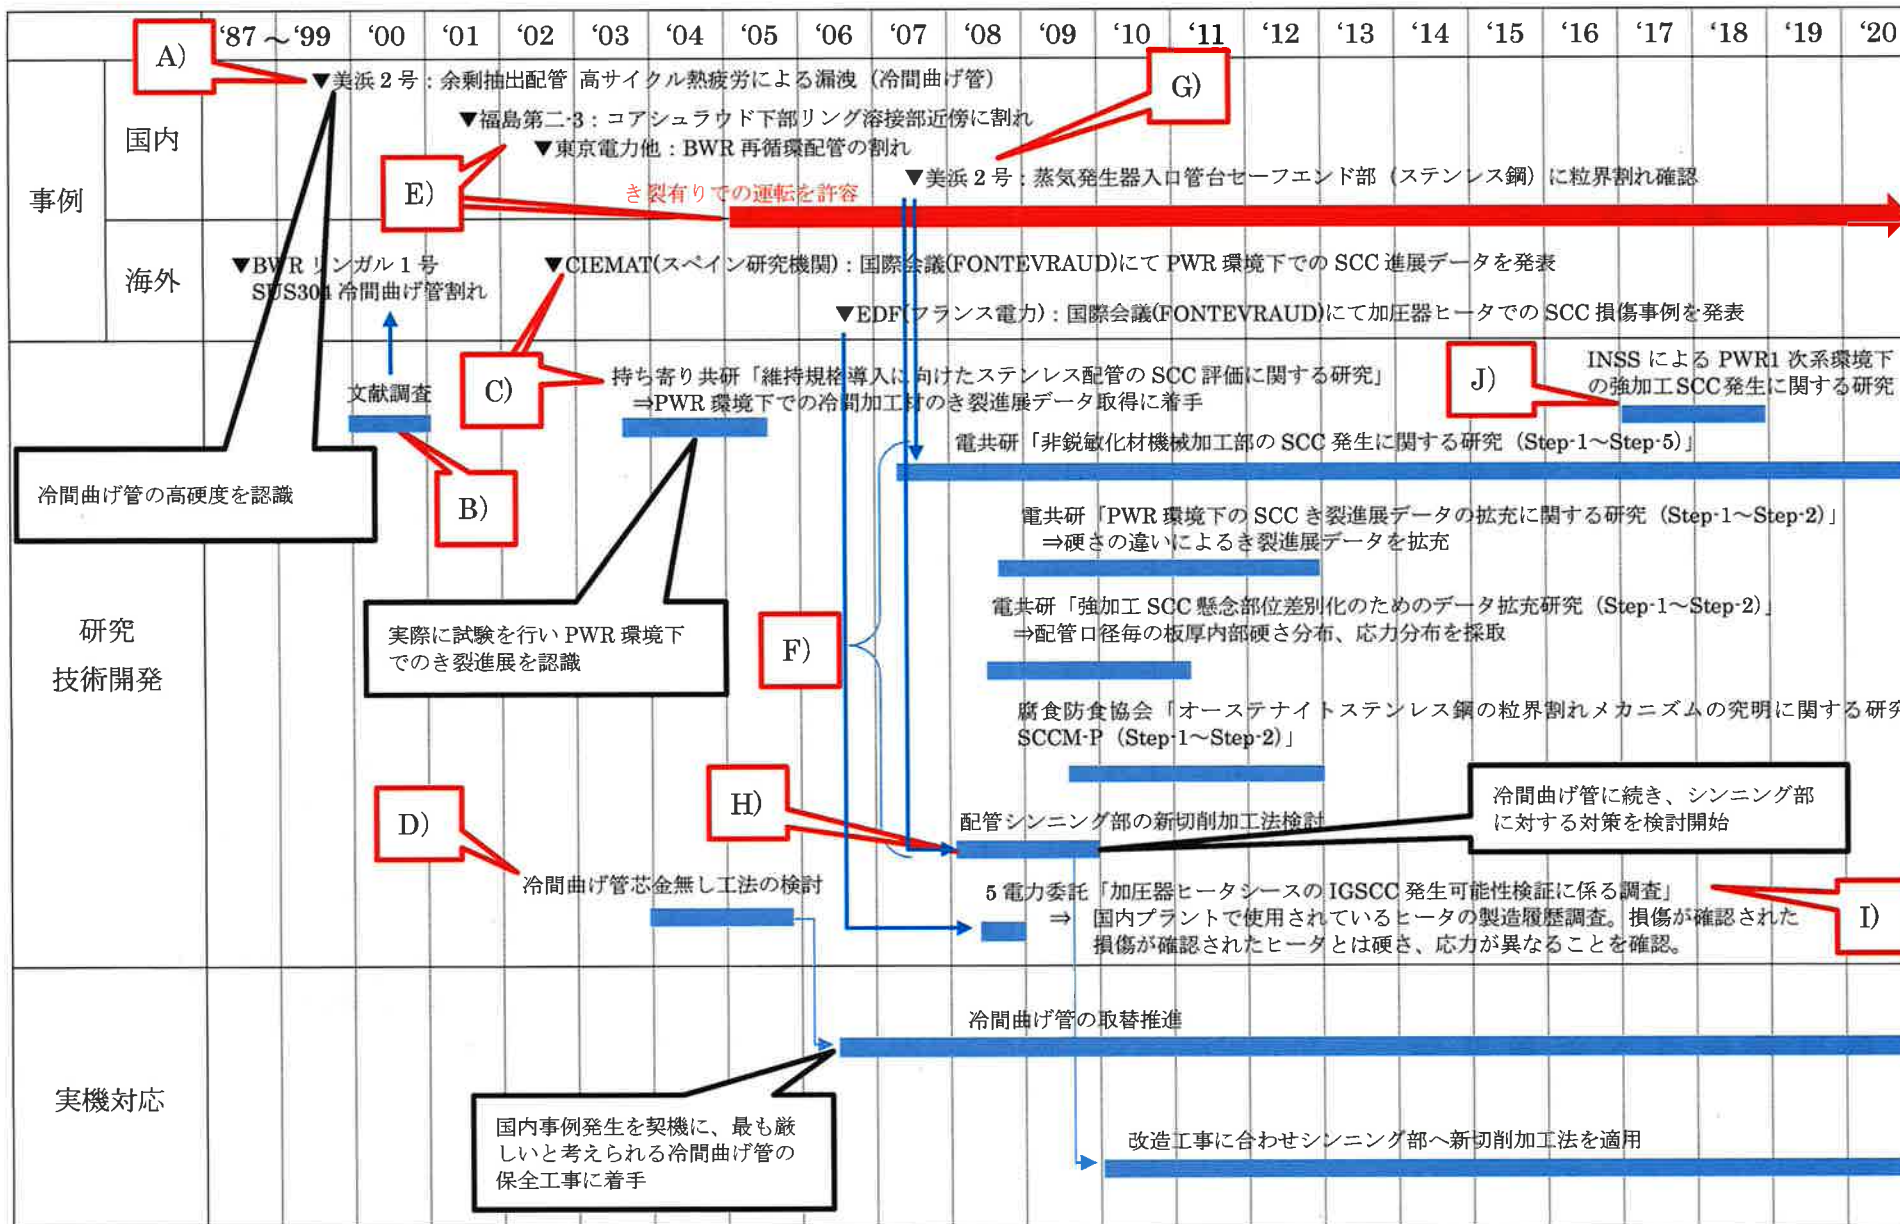 ‘87～‘99 ‘00 ‘01 ‘02 ‘03 ‘04 ‘05 ‘06 ‘07 ‘08 ‘09 ‘10 ‘11 ‘12 ‘13 ‘14 ‘15 ‘16 ‘17 ‘18 ‘19 ‘20
A)
▼美浜 2 号：余剰抽出配管 高サイクル熱疲労による漏洩（冷間曲げ管）
G)
事例
国内
▼福島第二-3：コアシュラウド下部リング溶接部近傍に割れ
▼東京電力他：BWR 再循環配管の割れ
E)
▼美浜 2 号：蒸気発生器入口管台セーフエンド部（ステンレス鋼）に粒界割れ確認
き裂有りでの運転を許容
海外
▼BWR リンガル 1 号
SUS304 冷間曲げ管割れ
▼CIEMAT(スペイン研究機関)：国際会議(FONTEVRAUD)にて PWR 環境下での SCC 進展データを発表
▼EDF(フランス電力)：国際会議(FONTEVRAUD)にて加圧器ヒータでの SCC 損傷事例を発表
研究
技術開発
文献調査
B)
C)
持ち寄り共研「維持規格導入に向けたステンレス配管の SCC 評価に関する研究」
⇒PWR 環境下での冷間加工材のき裂進展データ取得に着手
J)
INSS による PWR1 次系環境下
の強加工 SCC 発生に関する研究
冷間曲げ管の高硬度を認識
電共研「非鋭敏化材機械加工部の SCC 発生に関する研究（Step-1～Step-5）」
電共研「PWR 環境下の SCC き裂進展データの拡充に関する研究（Step-1～Step-2）」
⇒硬さの違いによるき裂進展データを拡充
実際に試験を行い PWR 環境下
でのき裂進展を認識
F)
電共研「強加工 SCC 懸念部位差別化のためのデータ拡充研究（Step-1～Step-2）」
⇒配管口径毎の板厚内部硬さ分布、応力分布を採取
腐食防食協会「オーステナイトステンレス鋼の粒界割れメカニズムの究明に関する研究
SCCM-P（Step-1～Step-2）」
D)
H)
配管シンニング部の新切削加工法検討
冷間曲げ管に続き、シンニング部
に対する対策を検討開始
冷間曲げ管芯金無し工法の検討
5 電力委託「加圧器ヒータシースの IGSCC 発生可能性検証に係る調査」
⇒ 国内プラントで使用されているヒータの製造履歴調査。損傷が確認された
損傷が確認されたヒータとは硬さ、応力が異なることを確認。
I)
実機対応
冷間曲げ管の取替推進
国内事例発生を契機に、最も厳
しいと考えられる冷間曲げ管の
保全工事に着手
改造工事に合わせシンニング部へ新切削加工法を適用